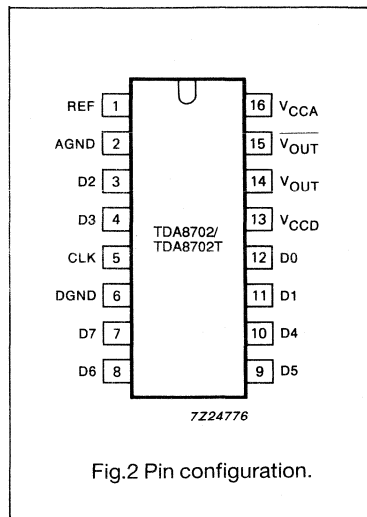 REF 1 16 VCCA
AGND 2 15 VOUT
D2 3 14 VOUT
D3 4 13 VCCD
TDA8702/
TDA8702T
CLK 5 12 D0
DGND 6 11 D1
D7 7 10 D4
D6 8 9 D5
7Z24776
Fig.2 Pin configuration.